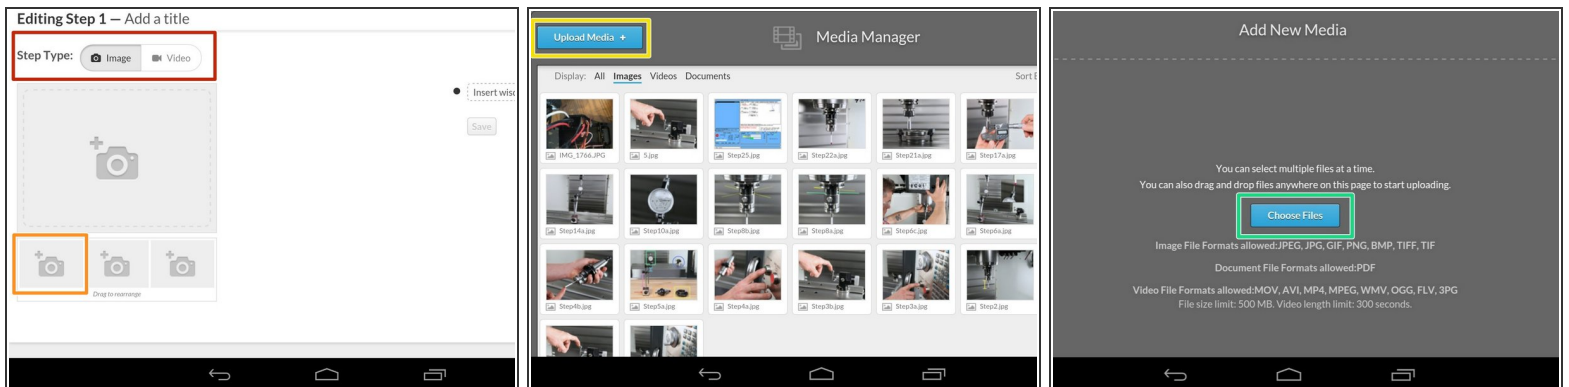 Editing Step 1 — Add a title
Step Type: Image Video
Insert
Save
Drag to rearrange
Upload Media +
Media Manager
Display: All Images Videos Documents
Sort
IMG_1766.JPG
5.jpg
Step25.jpg
Step22a.jpg
Step21a.jpg
Step17a.jpg
Step14a.jpg
Step10a.jpg
Step8b.jpg
Step8a.jpg
Step6c.jpg
Step6a.jpg
Step4b.jpg
Step5a.jpg
Step4a.jpg
Step3b.jpg
Step3a.jpg
Step2.jpg
Add New Media
You can select multiple files at a time.
You can also drag and drop files anywhere on this page to start uploading.
Choose Files
Image File Formats allowed:JPEG, JPG, GIF, PNG, BMP, TIFF, TIF
Document File Formats allowed:PDF
Video File Formats allowed:MOV, AVI, MP4, MPEG, WMV, OGG, FLV, 3PG
File size limit: 500 MB. Video length limit: 300 seconds.